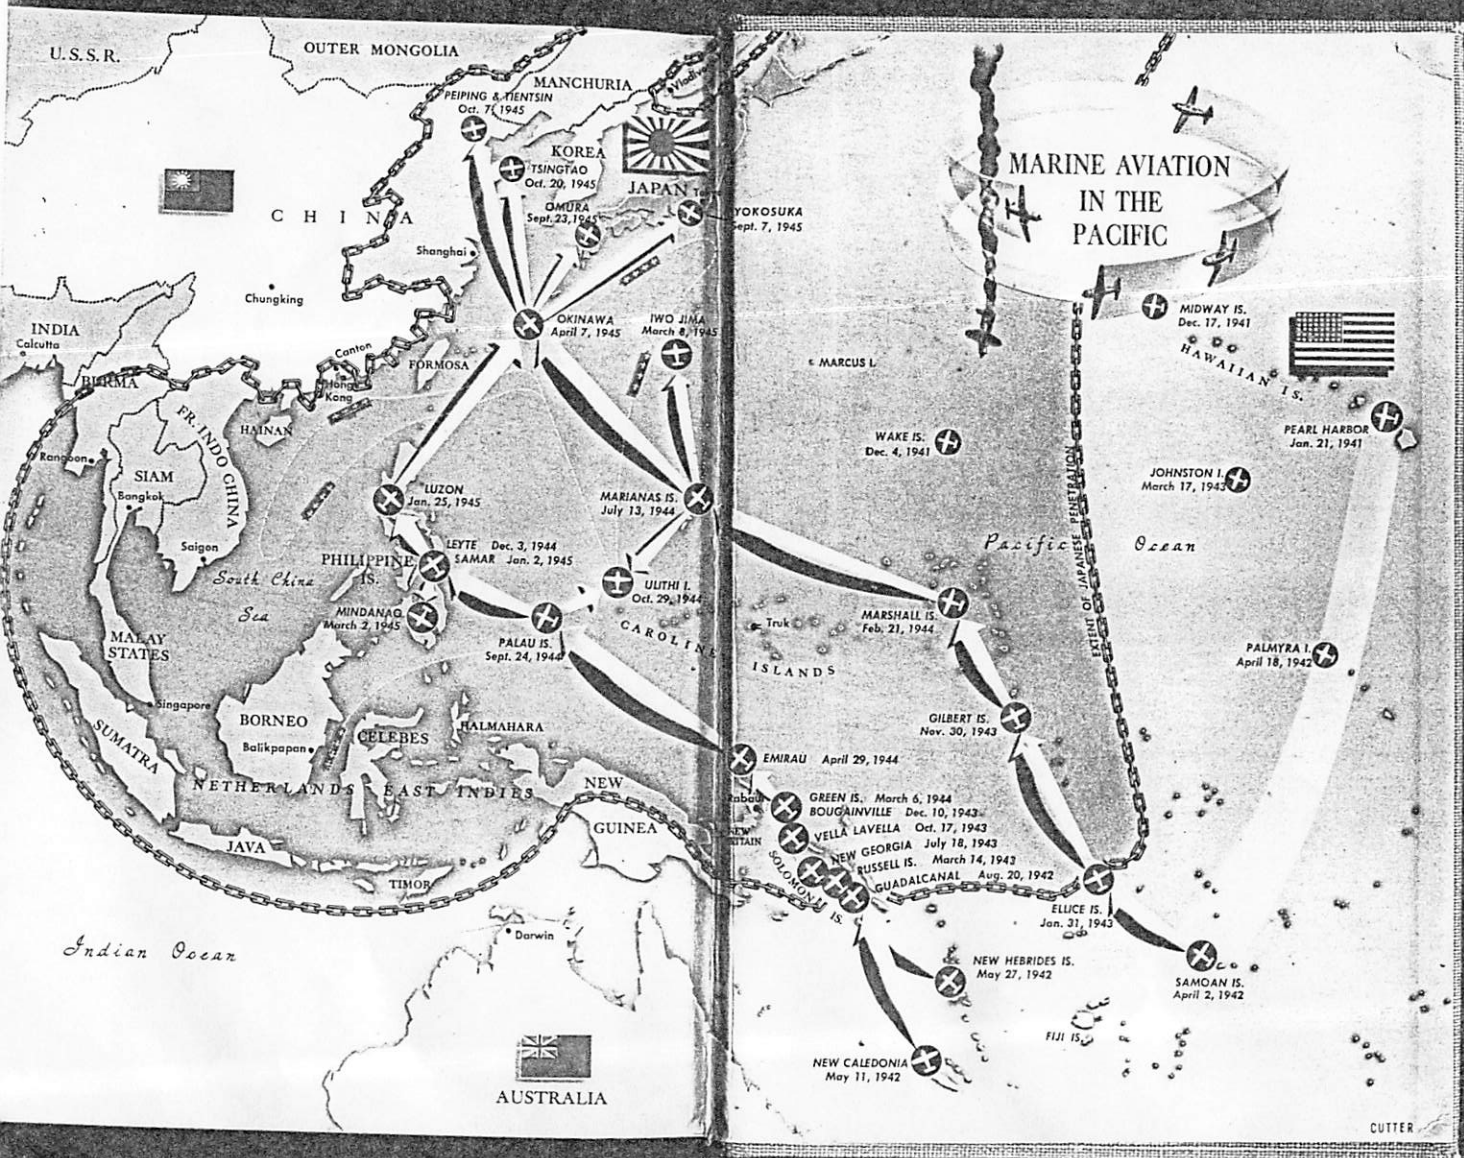 U.S.S.R.
OUTER MONGOLIA
MANCHURIA
PEIPING & TIENTSIN
Oct. 7, 1945
KOREA
TSINGTAO
Oct. 20, 1945
JAPAN
OMURA
Sept. 23, 1945
YOKOSUKA
Sept. 7, 1945
CHINA
Shanghai
Chungking
INDIA
Calcutta
OKINAWA
April 7, 1945
IWO JIMA
March 8, 1945
Canton
FORMOSA
BURMA
Hong
Kong
HAINAN
FR. INDO CHINA
Rangoon
SIAM
Bangkok
LUZON
Jan. 25, 1945
MARIANAS IS.
July 13, 1944
Saigon
LEYTE Dec. 3, 1944
SAMAR Jan. 2, 1945
PHILIPPINE
IS.
South China
Sea
ULITHI I.
Oct. 29, 1944
MINDANAO
March 2, 1945
PALAU IS.
Sept. 24, 1944
CAROLINE
ISLANDS
MALAY
STATES
Singapore
BORNEO
Balikpapan
CELEBES
HALMAHARA
SUMATRA
NETHERLANDS EAST INDIES
NEW
GUINEA
JAVA
TIMOR
Darwin
Indian Ocean
AUSTRALIA
MARINE AVIATION
IN THE
PACIFIC
MIDWAY IS.
Dec. 17, 1941
HAWAIIAN IS.
MARCUS I.
PEARL HARBOR
Jan. 21, 1941
WAKE IS.
Dec. 4, 1941
JOHNSTON I.
March 17, 1943
EXTENT OF JAPANESE PENETRATION
Pacific Ocean
Truk
MARSHALL IS.
Feb. 21, 1944
PALMYRA I.
April 18, 1942
GILBERT IS.
Nov. 30, 1943
EMIRAU April 29, 1944
Rabaul
GREEN IS. March 6, 1944
BOUGAINVILLE Dec. 10, 1943
VELLA LAVELLA Oct. 17, 1943
NEW GEORGIA July 18, 1943
RUSSELL IS. March 14, 1943
GUADALCANAL Aug. 20, 1942
SOLOMON IS.
ELLICE IS.
Jan. 31, 1943
NEW HEBRIDES IS.
May 27, 1942
SAMOAN IS.
April 2, 1942
FIJI IS.
NEW CALEDONIA
May 11, 1942
CUTTER